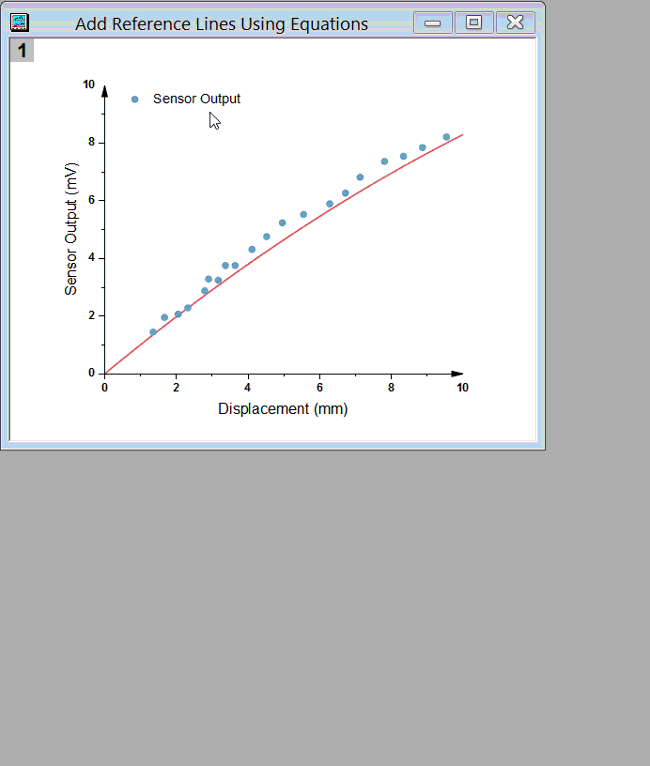 Add Reference Lines Using Equations
1
Sensor Output
10
8
6
4
2
0
Sensor Output (mV)
0 2 4 6 8 10
Displacement (mm)